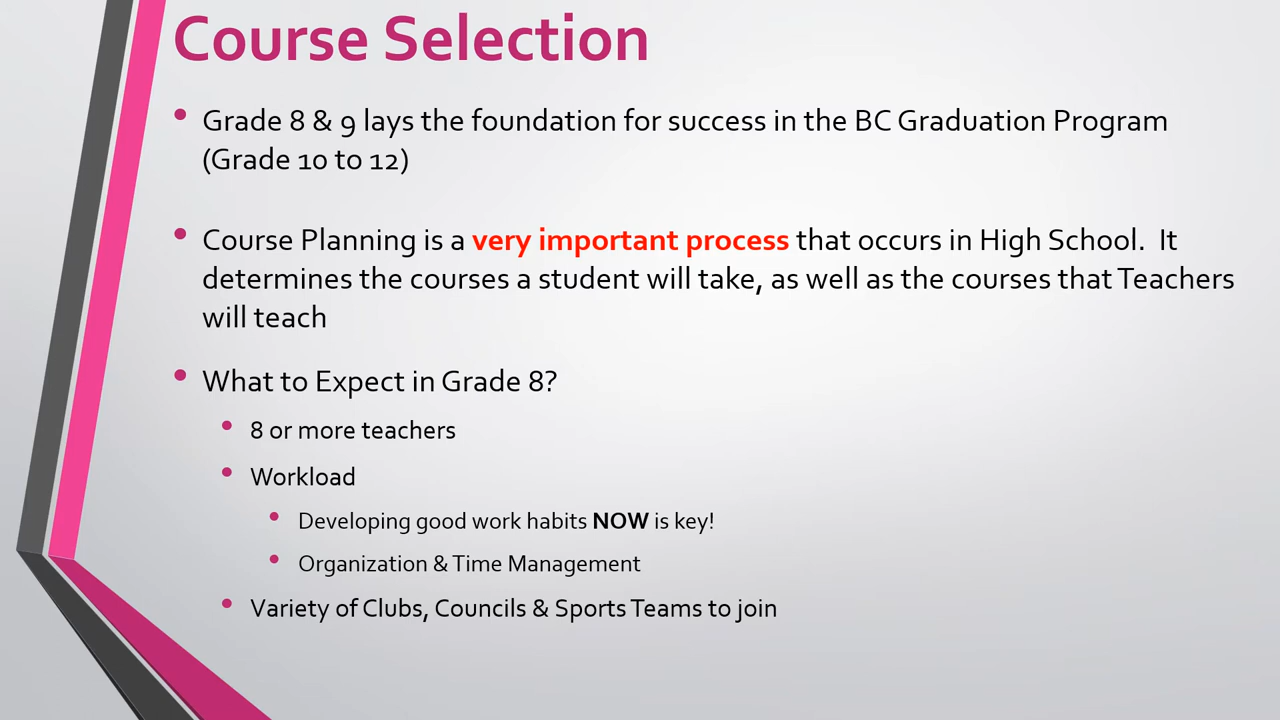 Course Selection
• Grade 8 & 9 lays the foundation for success in the BC Graduation Program
(Grade 10 to 12)
• Course Planning is a very important process that occurs in High School.  It
determines the courses a student will take, as well as the courses that Teachers
will teach
• What to Expect in Grade 8?
• 8 or more teachers
• Workload
• Developing good work habits NOW is key!
• Organization & Time Management
• Variety of Clubs, Councils & Sports Teams to join